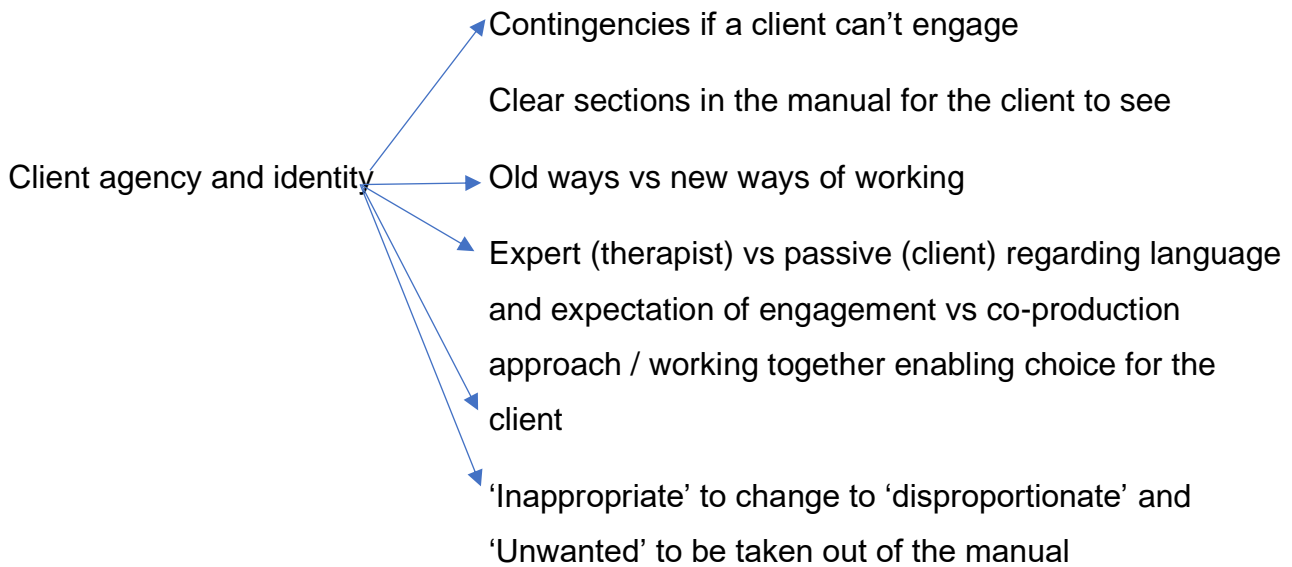 Contingencies if a client can’t engage
Clear sections in the manual for the client to see
Client agency and identity
Old ways vs new ways of working
Expert (therapist) vs passive (client) regarding language
and expectation of engagement vs co-production
approach / working together enabling choice for the
client
‘Inappropriate’ to change to ‘disproportionate’ and
‘Unwanted’ to be taken out of the manual